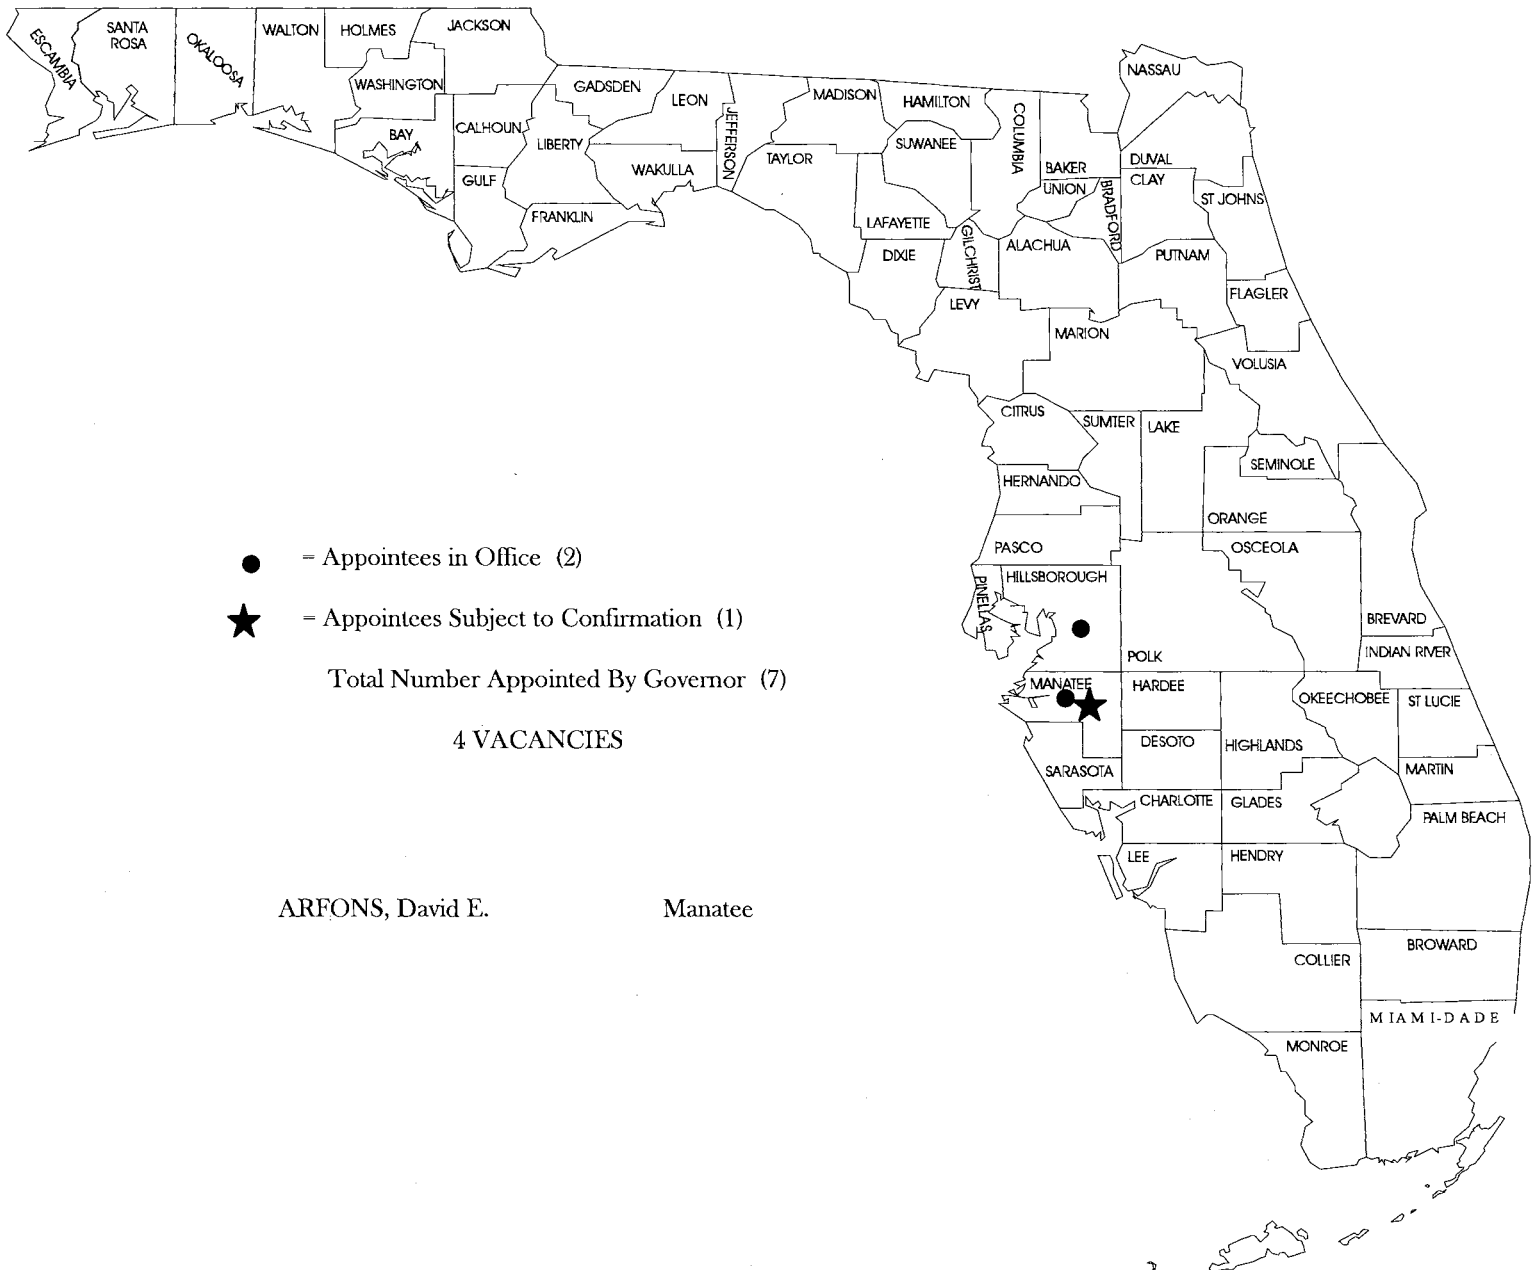 ESCAMBIA
SANTA
ROSA
OKALOOSA
WALTON
HOLMES
JACKSON
WASHINGTON
BAY
CALHOUN
GULF
GADSDEN
LIBERTY
FRANKLIN
LEON
WAKULLA
JEFFERSON
MADISON
TAYLOR
HAMILTON
SUWANEE
LAFAYETTE
DIXIE
COLUMBIA
GILCHRIST
BAKER
UNION
BRADFORD
NASSAU
DUVAL
CLAY
ST JOHNS
ALACHUA
PUTNAM
LEVY
FLAGLER
MARION
VOLUSIA
CITRUS
SUMTER
LAKE
SEMINOLE
HERNANDO
ORANGE
PASCO
OSCEOLA
HILLSBOROUGH
PINELLAS
BREVARD
POLK
INDIAN RIVER
MANATEE
HARDEE
OKEECHOBEE
ST LUCIE
DESOTO
HIGHLANDS
SARASOTA
MARTIN
CHARLOTTE
GLADES
PALM BEACH
LEE
HENDRY
BROWARD
COLLIER
MIAMI-DADE
MONROE
= Appointees in Office (2)
= Appointees Subject to Confirmation (1)
Total Number Appointed By Governor (7)
4 VACANCIES
ARFONS, David E. Manatee